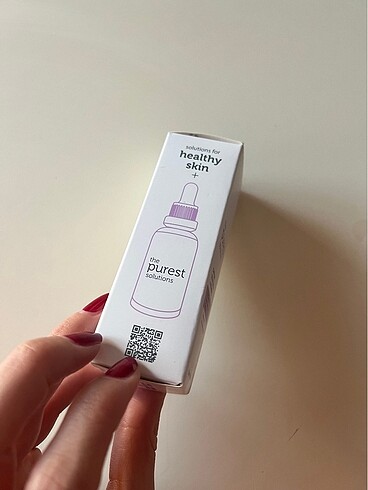 solutions for
healthy
skin
+
the
purest
solutions